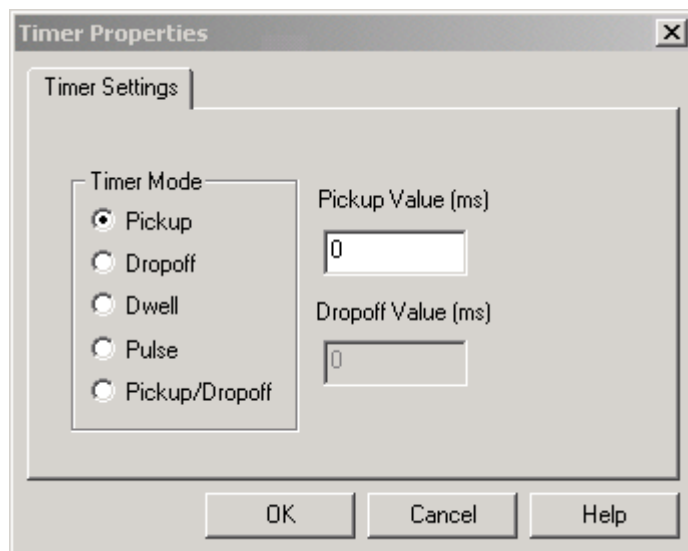 Timer Properties
Timer Settings
Timer Mode
Pickup
Dropoff
Dwell
Pulse
Pickup/Dropoff
Pickup Value (ms)
0
Dropoff Value (ms)
0
OK
Cancel
Help